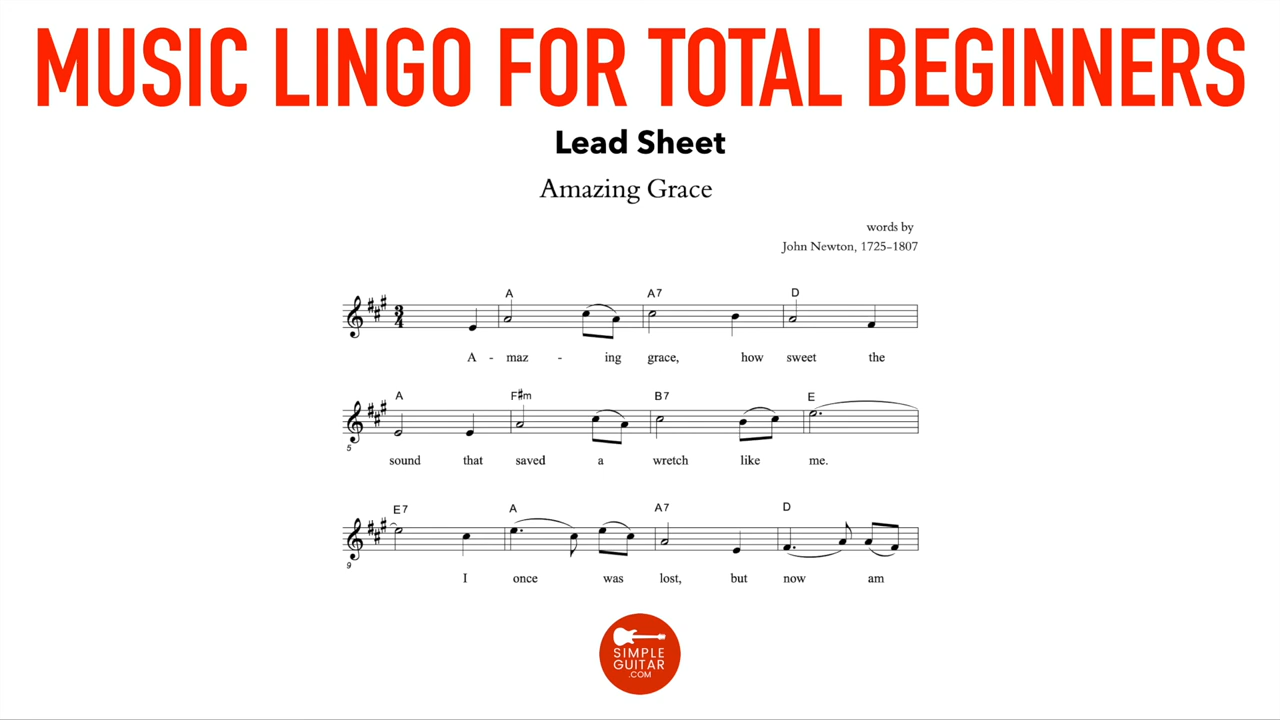 MUSIC LINGO FOR TOTAL BEGINNERS
Lead Sheet
Amazing Grace
words by
John Newton, 1725-1807
A A7 D
3
4
A - maz - ing grace, how sweet the
A F#m B7 E
5
sound that saved a wretch like me.
E7 A A7 D
9
I once was lost, but now am
SIMPLE
GUITAR
.COM